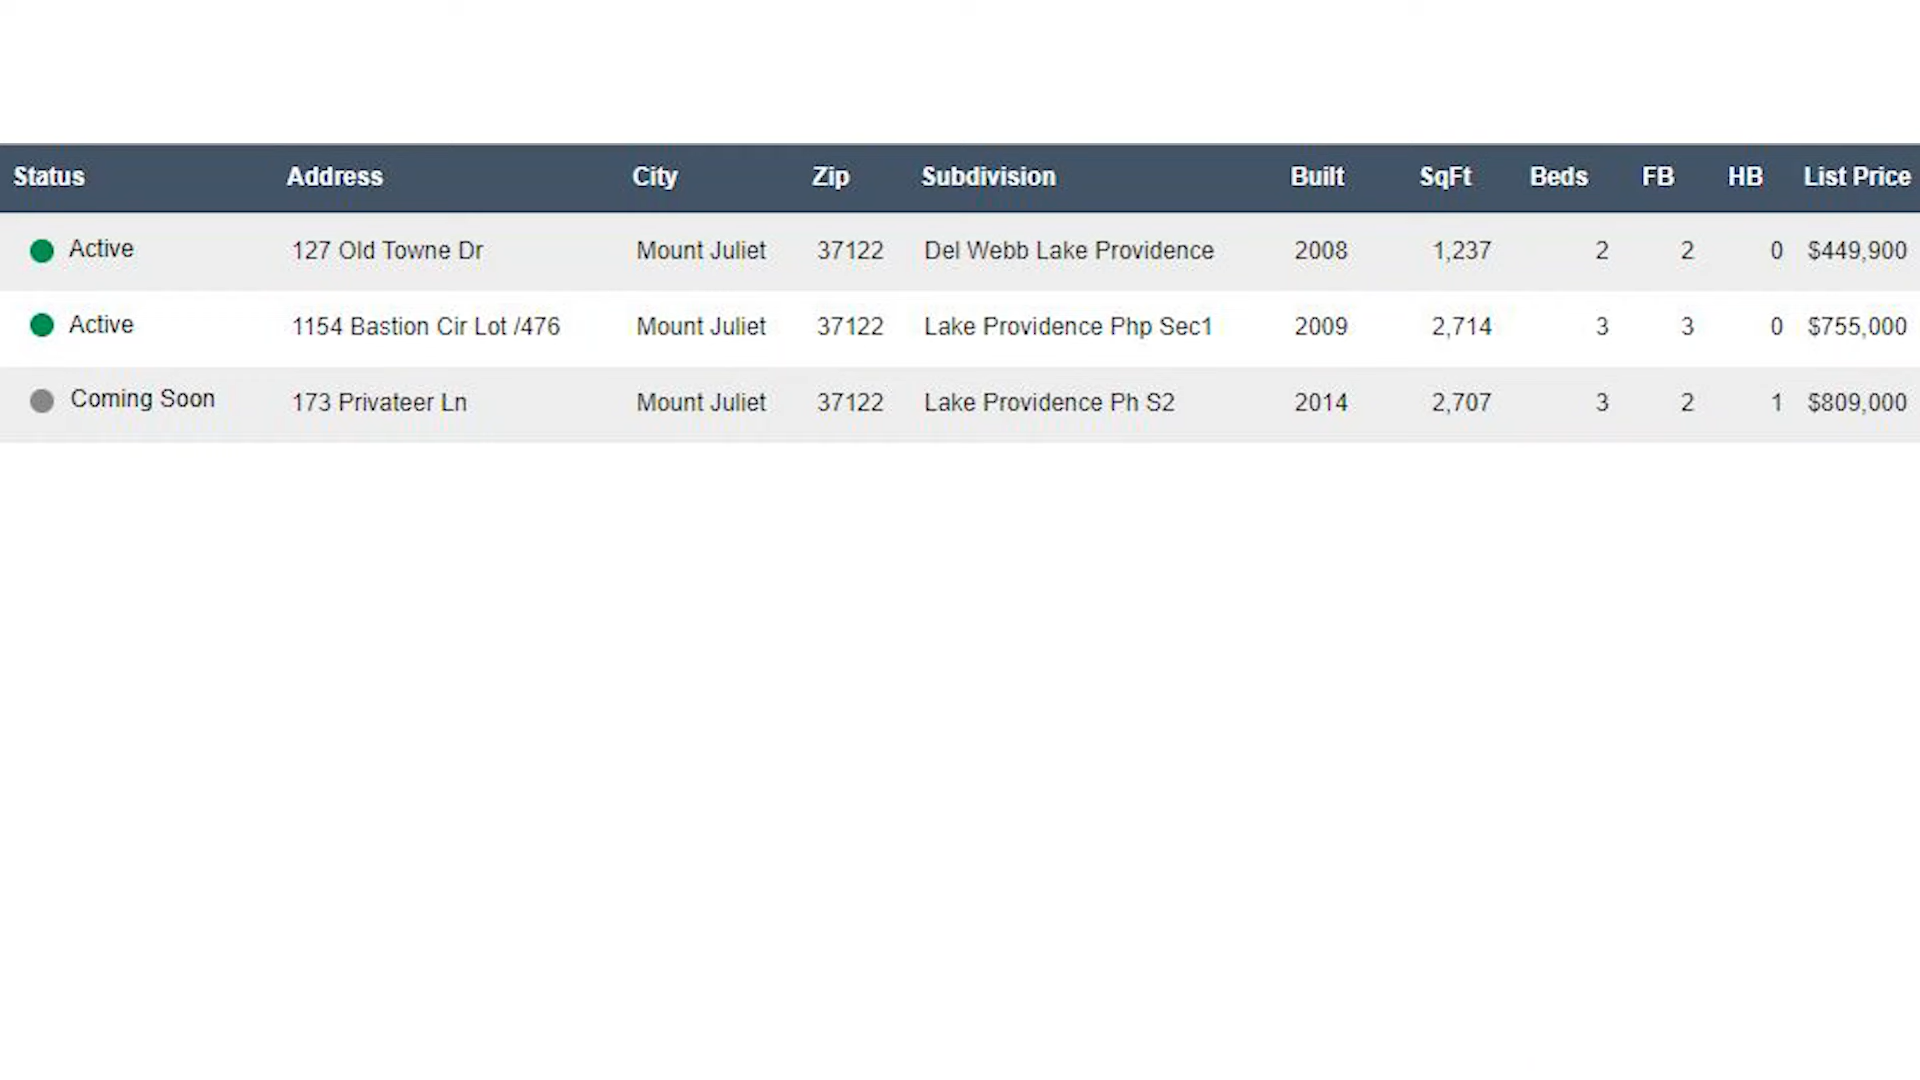 Status Address City Zip Subdivision Built SqFt Beds FB HB List Price
Active 127 Old Towne Dr Mount Juliet 37122 Del Webb Lake Providence 2008 1,237 2 2 0 $449,900
Active 1154 Bastion Cir Lot /476 Mount Juliet 37122 Lake Providence Php Sec1 2009 2,714 3 3 0 $755,000
Coming Soon 173 Privateer Ln Mount Juliet 37122 Lake Providence Ph S2 2014 2,707 3 2 1 $809,000